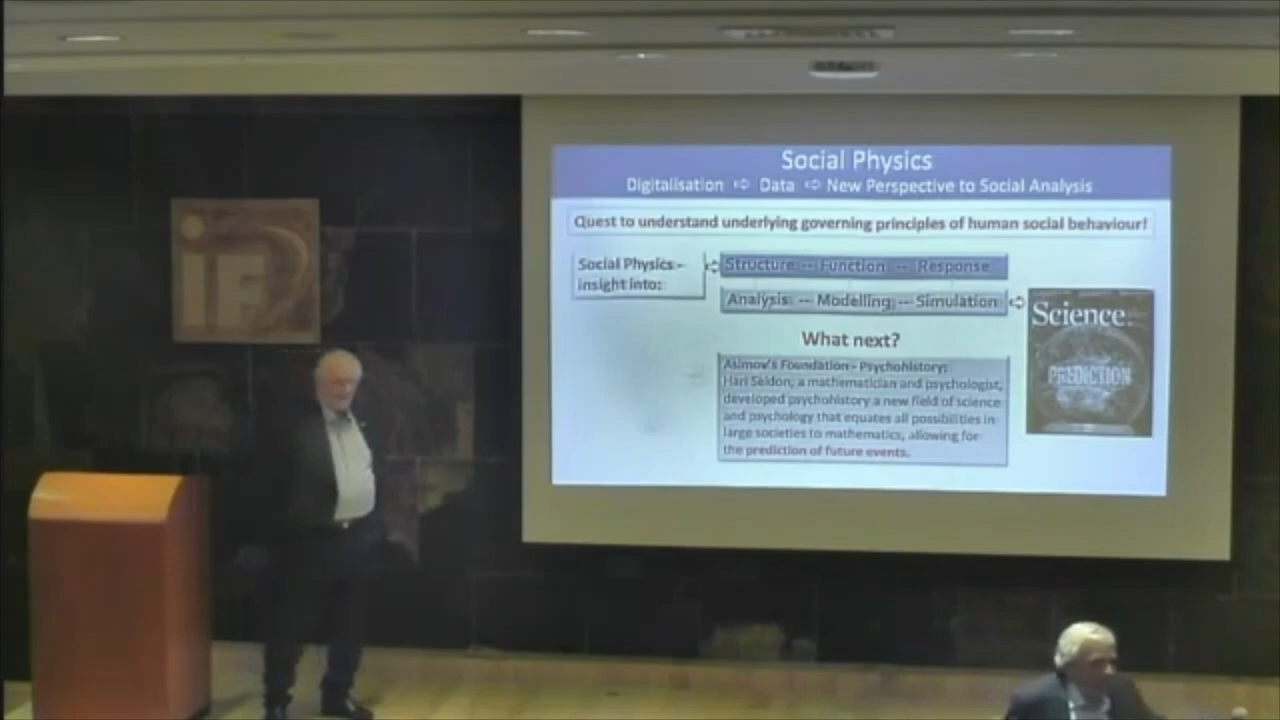 Social Physics
Digitalisation ⇨ Data ⇨ New Perspective to Social Analysis
Quest to understand underlying governing principles of human social behaviour!
Social Physics -
insight into:
Structure -- Function -- Response
Analysis -- Modelling -- Simulation
Science
PREDICTION
What next?
Asimov's Foundation - Psychohistory:
Hari Seldon, a mathematician and psychologist,
developed psychohistory a new field of science
and psychology that equates all possibilities in
large societies to mathematics, allowing for
the prediction of future events.